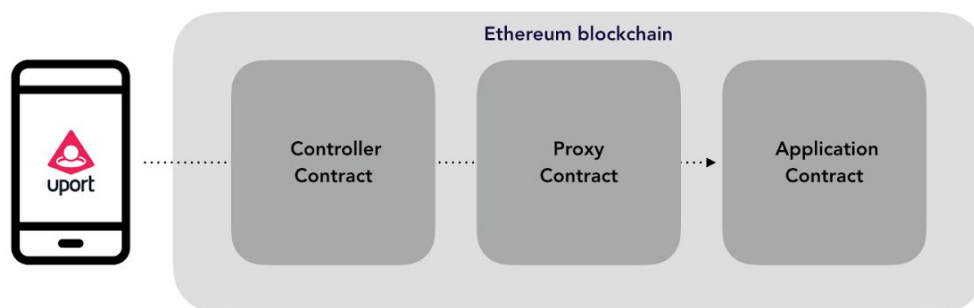 Ethereum blockchain
uport
Controller
Contract
Proxy
Contract
Application
Contract